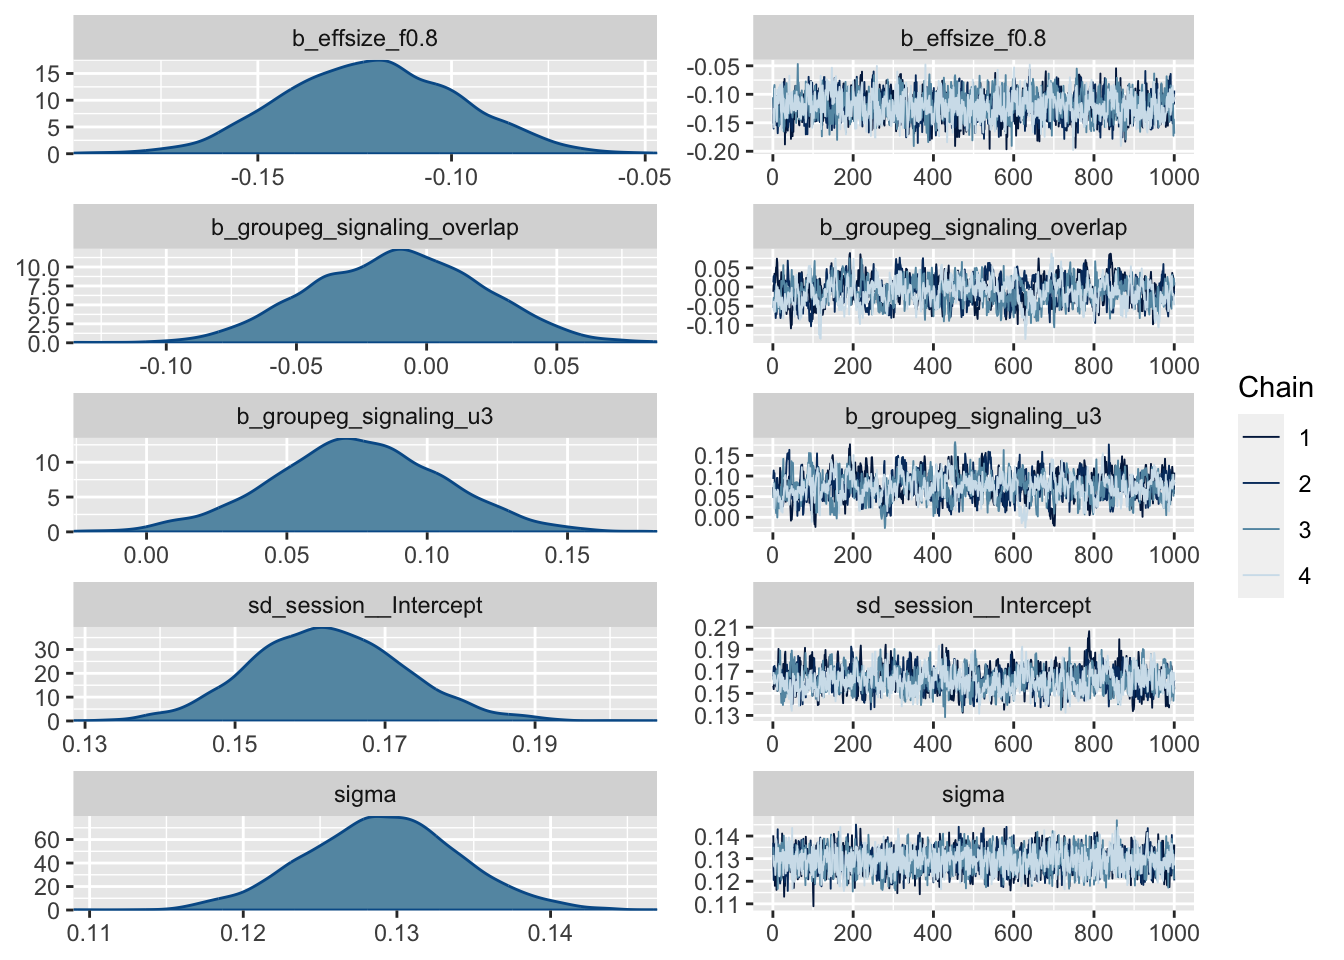 b_effsize_f0.8
15
10
5
0
-0.15 -0.10 -0.05
b_effsize_f0.8
-0.05
-0.10
-0.15
-0.20
0 200 400 600 800 1000
b_groupeg_signaling_overlap
10.0
7.5
5.0
2.5
0.0
-0.10 -0.05 0.00 0.05
b_groupeg_signaling_overlap
0.05
0.00
-0.05
-0.10
0 200 400 600 800 1000
b_groupeg_signaling_u3
10
5
0
0.00 0.05 0.10 0.15
b_groupeg_signaling_u3
0.15
0.10
0.05
0.00
0 200 400 600 800 1000
sd_session__Intercept
30
20
10
0
0.13 0.15 0.17 0.19
sd_session__Intercept
0.21
0.19
0.17
0.15
0.13
0 200 400 600 800 1000
sigma
60
40
20
0
0.11 0.12 0.13 0.14
sigma
0.14
0.13
0.12
0.11
0 200 400 600 800 1000
Chain
1
2
3
4